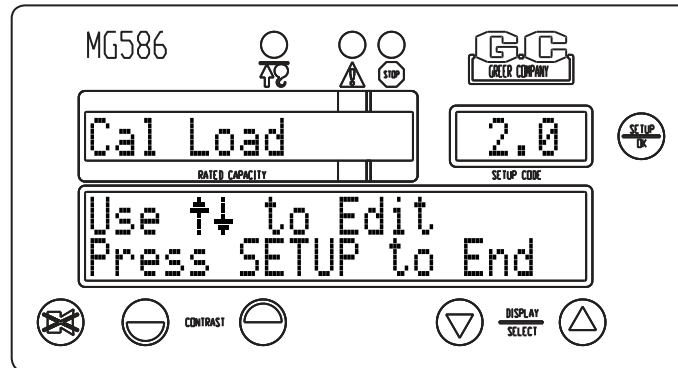 MG586
STOP
G.C.
GREER COMPANY
Cal Load
2.0
SETUP
OK
RATED CAPACITY
SETUP CODE
Use ↑↓ to Edit
Press SETUP to End
CONTRAST
DISPLAY
SELECT